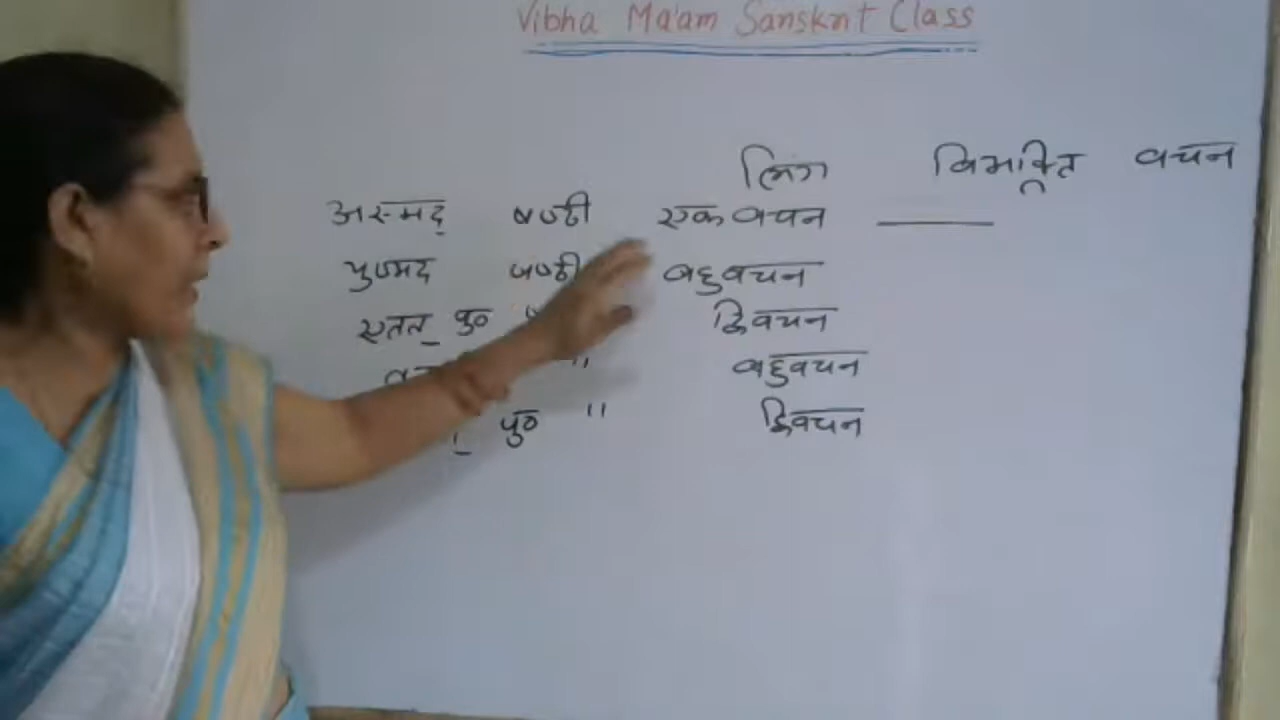 Vibha Ma'am Sanskrit Class
लिंग विभक्ति वचन
अस्मद् षष्ठी एकवचन
युष्मद षष्ठी बहुवचन
एतत् पु० द्विवचन
" बहुवचन
पु० " द्विवचन